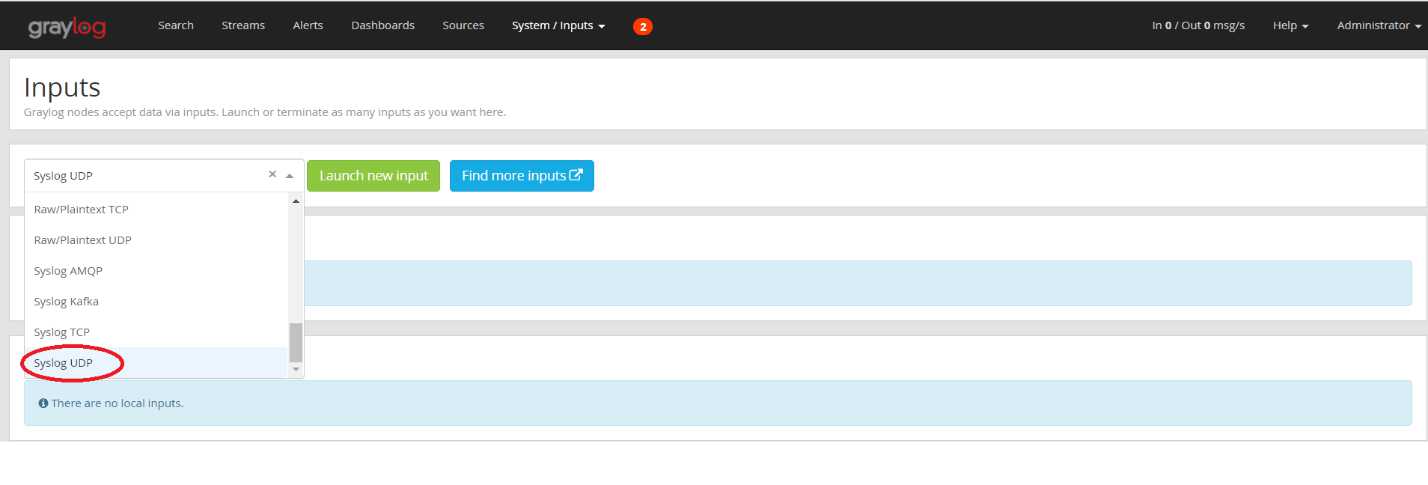 graylog Search Streams Alerts Dashboards Sources System / Inputs 2 In 0 / Out 0 msg/s Help Administrator
Inputs
Graylog nodes accept data via inputs. Launch or terminate as many inputs as you want here.
Syslog UDP × Launch new input Find more inputs
Raw/Plaintext TCP
Raw/Plaintext UDP
Syslog AMQP
Syslog Kafka
Syslog TCP
Syslog UDP
There are no local inputs.